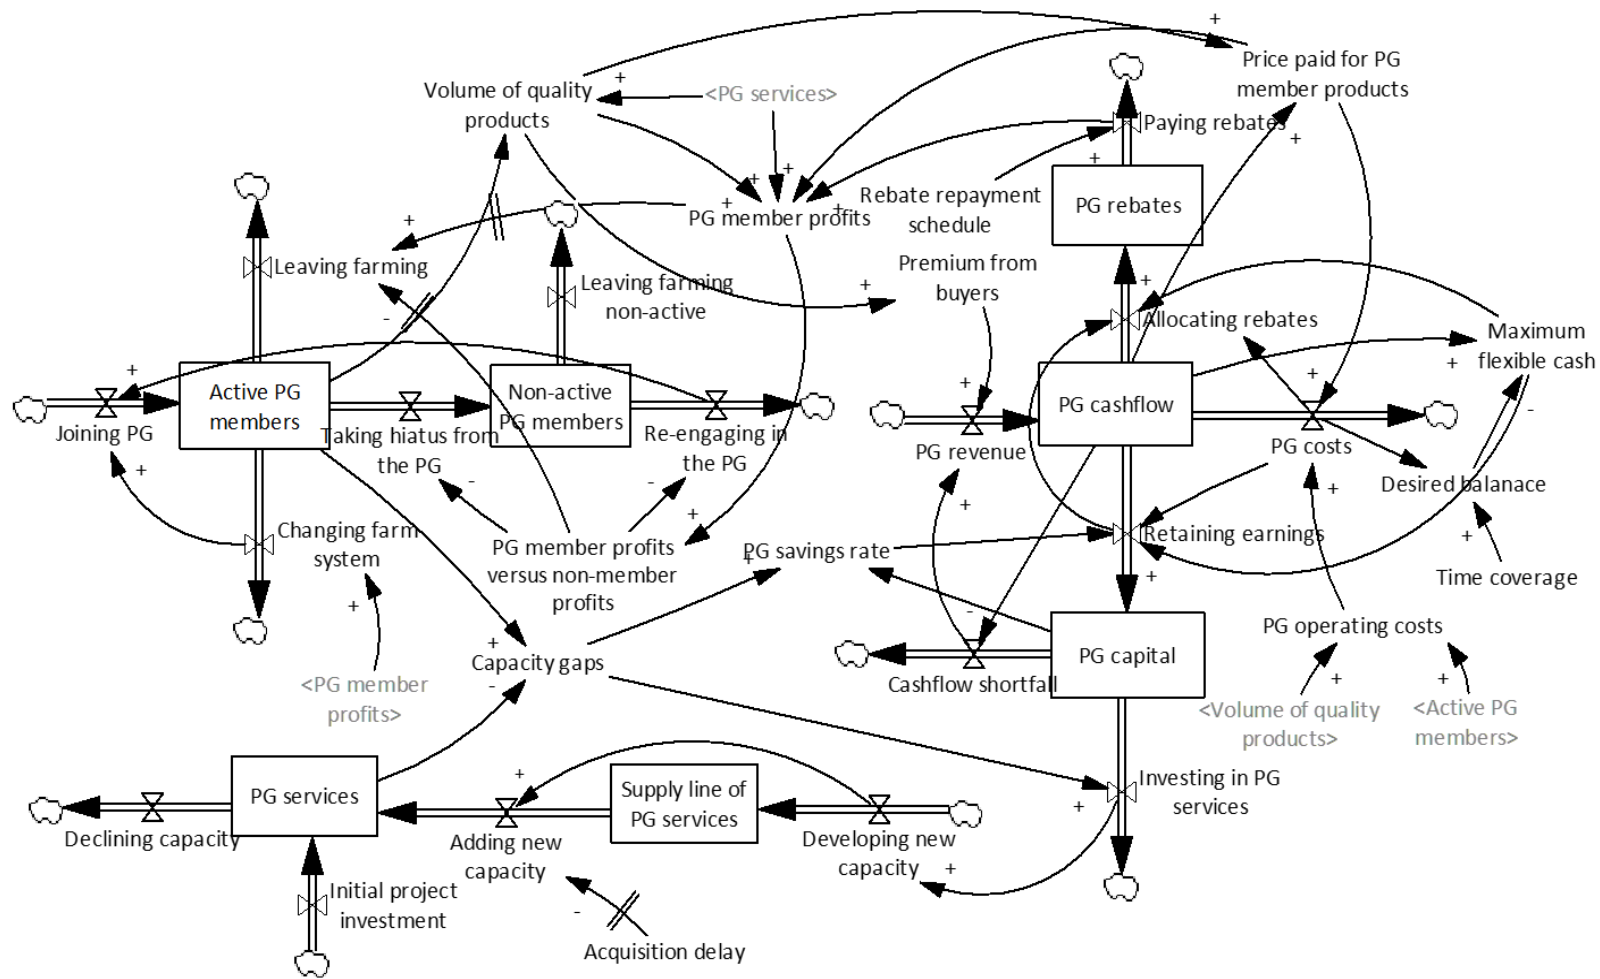 Price paid for PG
member products
Volume of quality
products
<PG services>
Paying rebates
Rebate repayment
schedule
PG rebates
PG member profits
Leaving farming
Leaving farming
non-active
Premium from
buyers
Allocating rebates
Maximum
flexible cash
Active PG
members
Non-active
PG members
PG cashflow
Joining PG
Taking hiatus from
the PG
Re-engaging in
the PG
PG revenue
PG costs
Desired balanace
Changing farm
system
PG member profits
versus non-member
profits
PG savings rate
Retaining earnings
Time coverage
PG operating costs
Capacity gaps
PG capital
Cashflow shortfall
<PG member
profits>
<Volume of quality
products>
<Active PG
members>
PG services
Supply line of
PG services
Investing in PG
services
Declining capacity
Adding new
capacity
Developing new
capacity
Initial project
investment
Acquisition delay